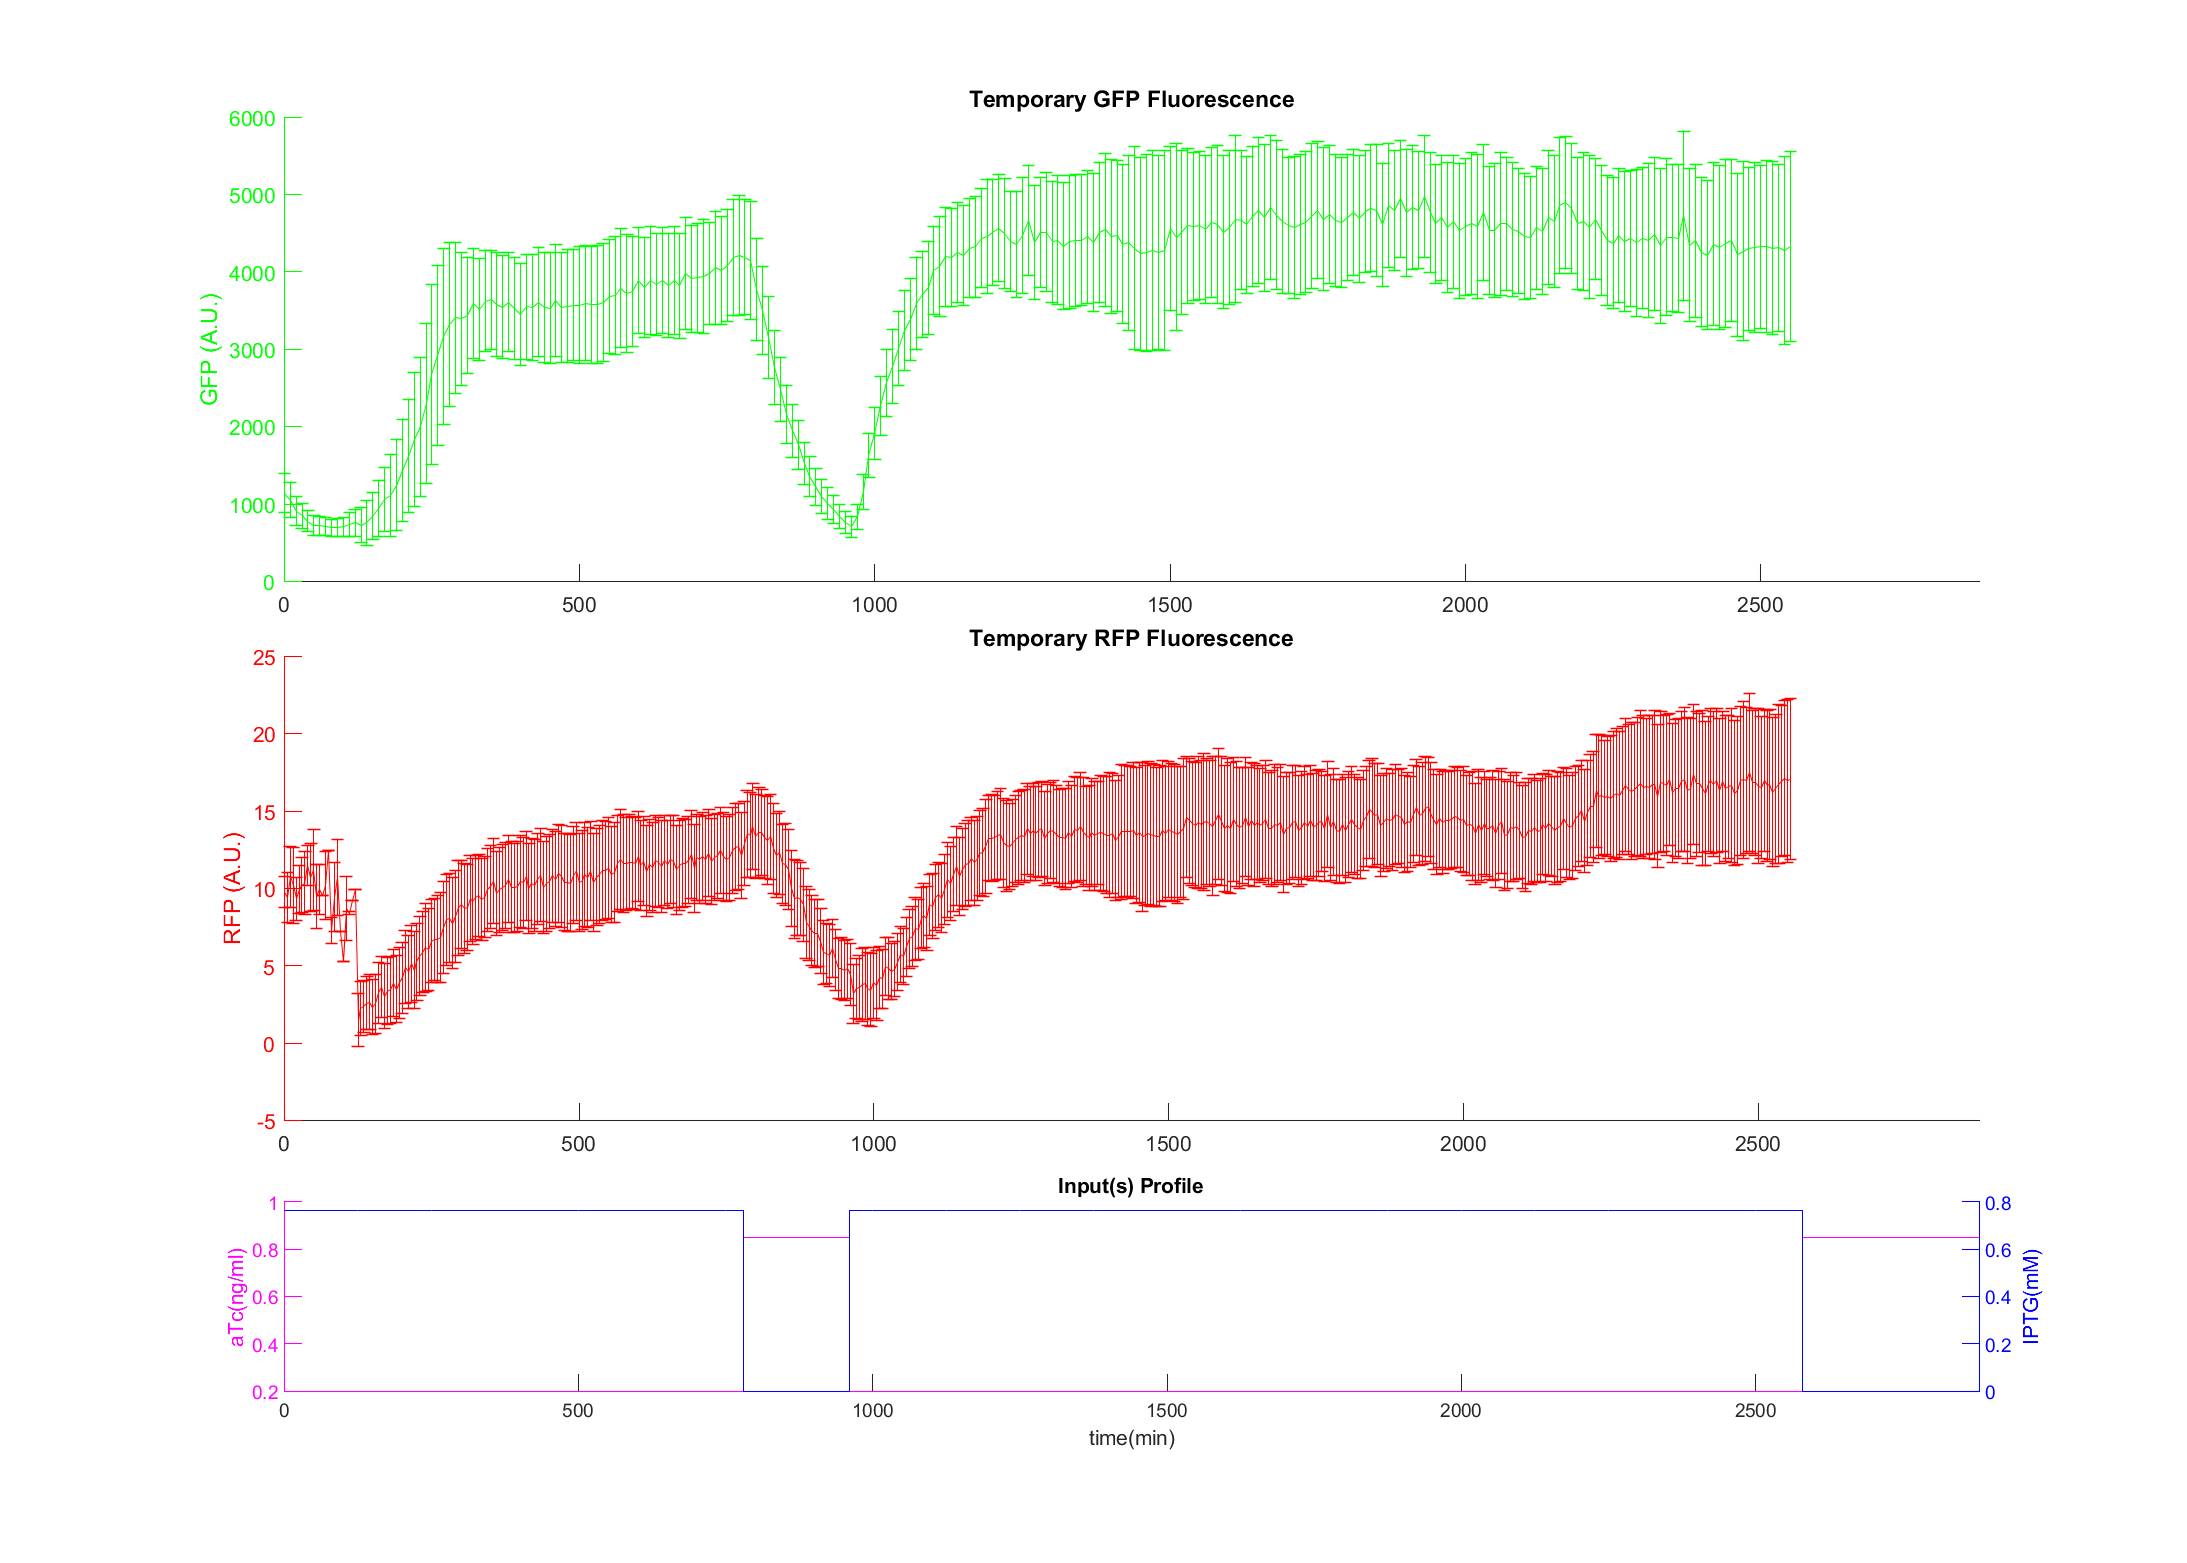 Temporary GFP Fluorescence
6000
5000
4000
3000
2000
1000
0
GFP (A.U.)
0 500 1000 1500 2000 2500
Temporary RFP Fluorescence
25
20
15
10
5
0
-5
RFP (A.U.)
0 500 1000 1500 2000 2500
Input(s) Profile
1
0.8
0.6
0.4
0.2
aTc(ng/ml)
0.8
0.6
0.4
0.2
0
IPTG(mM)
0 500 1000 1500 2000 2500
time(min)